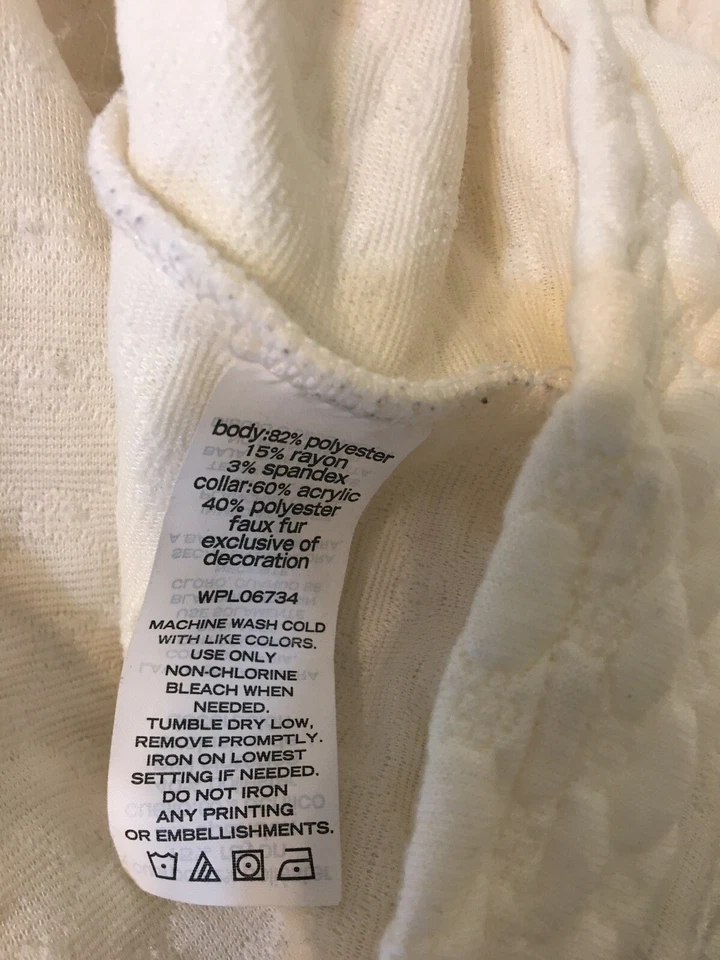 body:82% polyester
15% rayon
3% spandex
collar:60% acrylic
40% polyester
faux fur
exclusive of
decoration
WPL06734
MACHINE WASH COLD
WITH LIKE COLORS.
USE ONLY
NON-CHLORINE
BLEACH WHEN
NEEDED.
TUMBLE DRY LOW,
REMOVE PROMPTLY.
IRON ON LOWEST
SETTING IF NEEDED.
DO NOT IRON
ANY PRINTING
OR EMBELLISHMENTS.